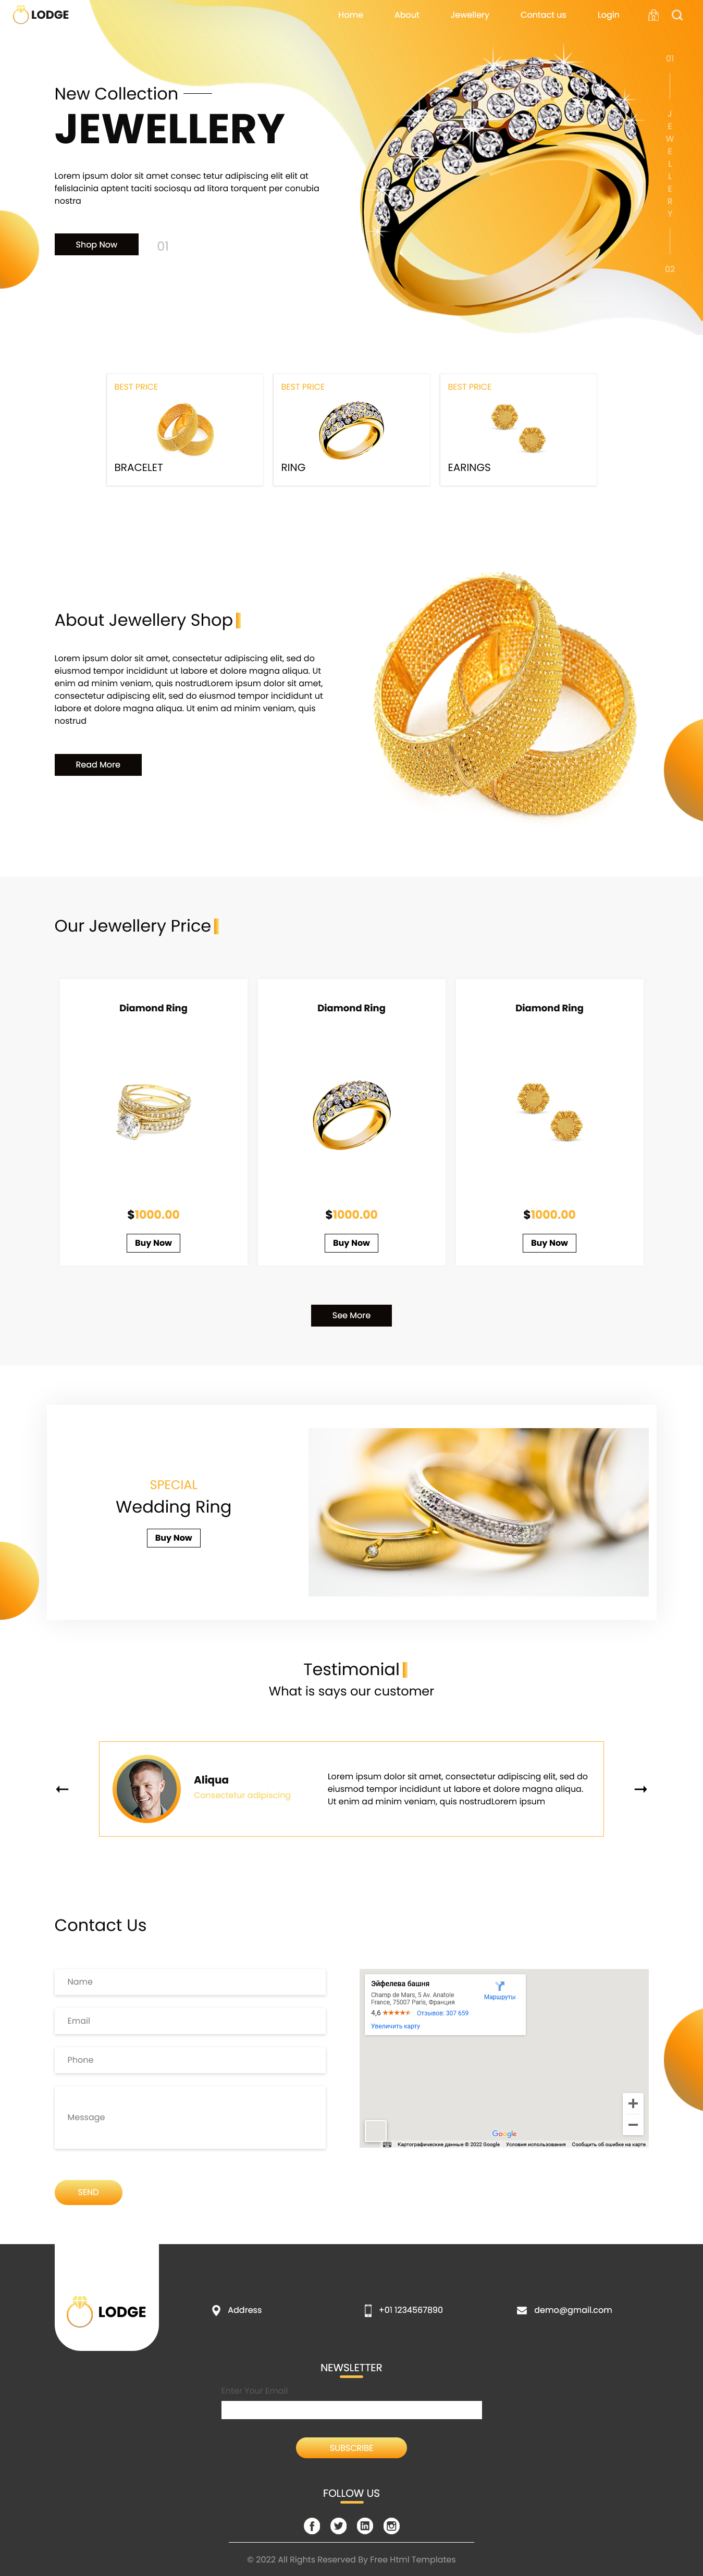 LODGE
Home About Jewellery Contact us Login 0
01
JEWELLERY
02
New Collection
JEWELLERY
Lorem ipsum dolor sit amet consec tetur adipiscing elit elit at
felislacinia aptent taciti sociosqu ad litora torquent per conubia
nostra
Shop Now 01
BEST PRICE
BRACELET
BEST PRICE
RING
BEST PRICE
EARINGS
About Jewellery Shop
Lorem ipsum dolor sit amet, consectetur adipiscing elit, sed do
eiusmod tempor incididunt ut labore et dolore magna aliqua. Ut
enim ad minim veniam, quis nostrudLorem ipsum dolor sit amet,
consectetur adipiscing elit, sed do eiusmod tempor incididunt ut
labore et dolore magna aliqua. Ut enim ad minim veniam, quis
nostrud
Read More
Our Jewellery Price
Diamond Ring
$1000.00
Buy Now
Diamond Ring
$1000.00
Buy Now
Diamond Ring
$1000.00
Buy Now
See More
SPECIAL
Wedding Ring
Buy Now
Testimonial
What is says our customer
Aliqua
Consectetur adipiscing
Lorem ipsum dolor sit amet, consectetur adipiscing elit, sed do
eiusmod tempor incididunt ut labore et dolore magna aliqua.
Ut enim ad minim veniam, quis nostrudLorem ipsum
Contact Us
Name
Email
Phone
Message
SEND
Эйфелева башня
Champ de Mars, 5 Av. Anatole
France, 75007 Paris, Франция
Маршруты
4,6 Отзывов: 307 659
Увеличить карту
Google
Картографические данные © 2022 Google Условия использования Сообщить об ошибке на карте
LODGE
Address
+01 1234567890
demo@gmail.com
NEWSLETTER
Enter Your Email
SUBSCRIBE
FOLLOW US
© 2022 All Rights Reserved By Free Html Templates